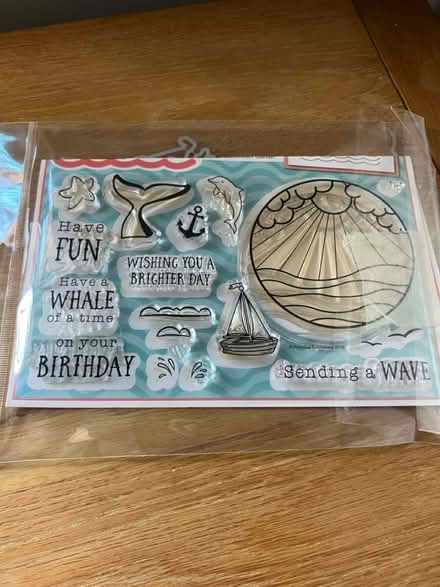 Have
FUN
WISHING YOU A
BRIGHTER DAY
Have a
WHALE
of a time
on your
BIRTHDAY
Sending a WAVE